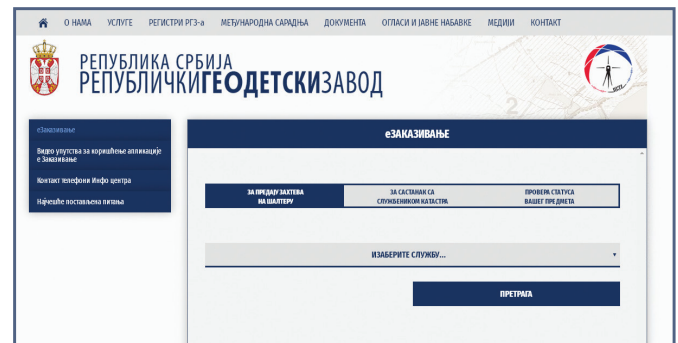 О НАМА УСЛУГЕ РЕГИСТРИ РГЗ-а МЕЂУНАРОДНА САРАДЊА ДОКУМЕНТА ОГЛАСИ И ЈАВНЕ НАБАВКЕ МЕДИЈИ КОНТАКТ
РЕПУБЛИКА СРБИЈА
РЕПУБЛИЧКИГЕОДЕТСКИЗАВОД
еЗаказивање
Видео упутства за коришћење апликације
е Заказивање
Контакт телефони Инфо центра
Најчешће постављена питања
еЗАКАЗИВАЊЕ
ЗА ПРЕДАЈУ ЗАХТЕВА
НА ШАЛТЕРУ
ЗА САСТАНАК СА
СЛУЖБЕНИКОМ КАТАСТРА
ПРОВЕРА СТАТУСА
ВАШЕГ ПРЕДМЕТА
ИЗАБЕРИТЕ СЛУЖБУ...
ПРЕТРАГА